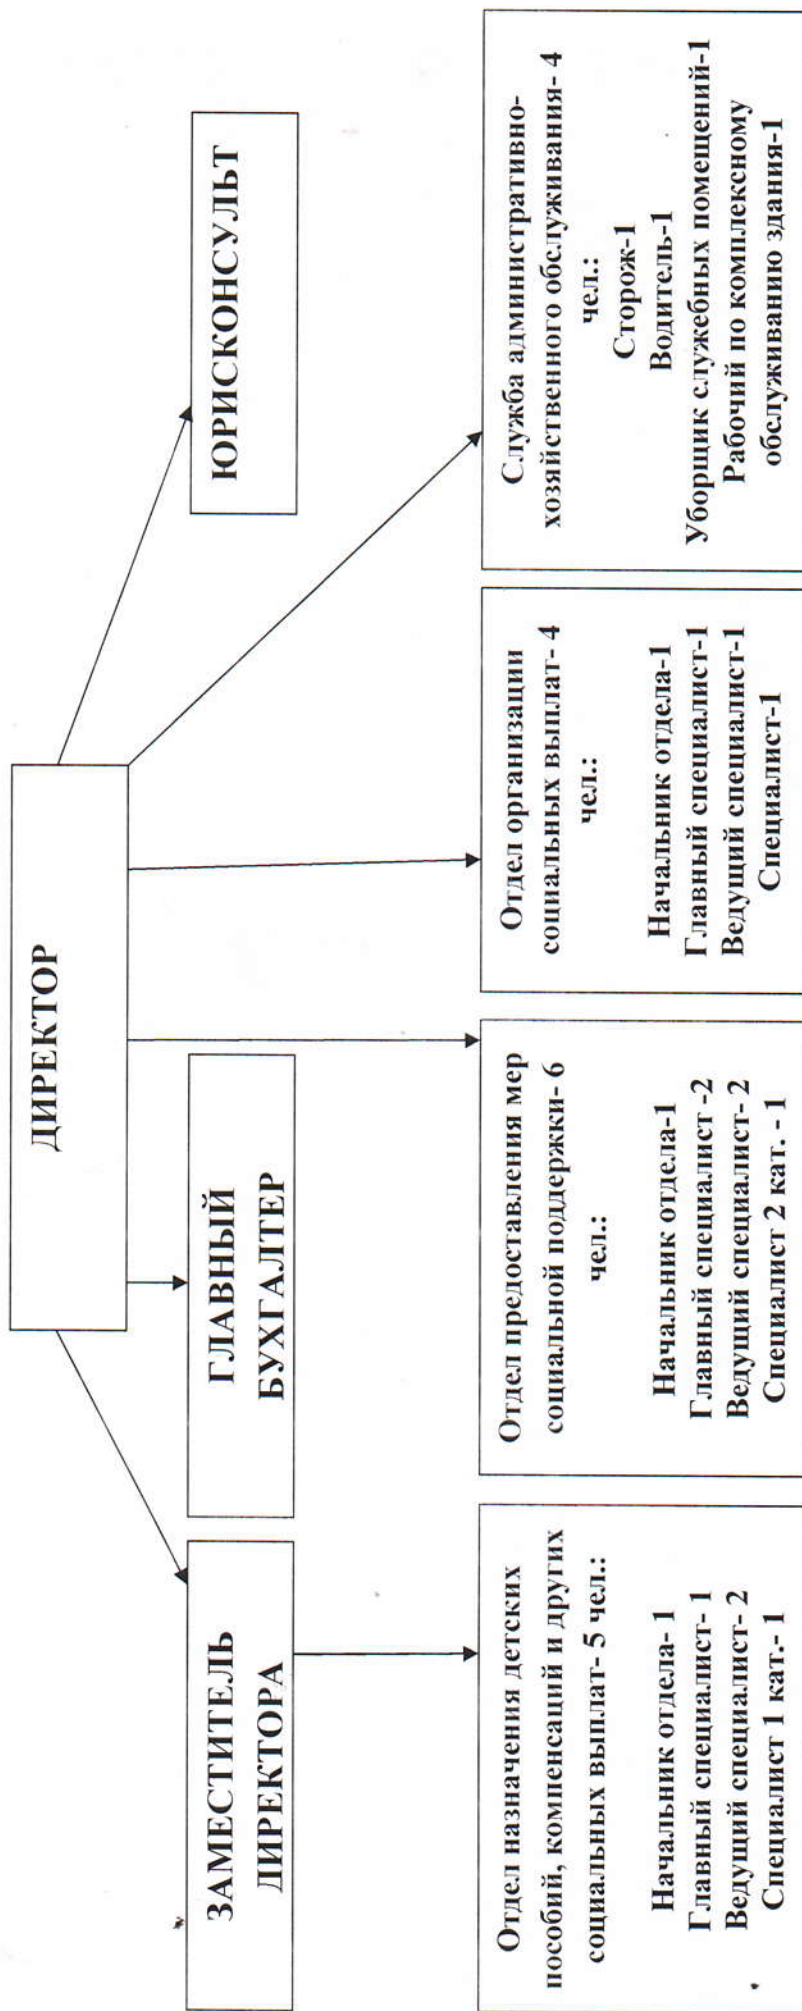 ДИРЕКТОР
ЗАМЕСТИТЕЛЬ
ДИРЕКТОРА
ГЛАВНЫЙ
БУХГАЛТЕР
ЮРИСКОНСУЛЬТ
Отдел назначения детских
пособий, компенсаций и других
социальных выплат- 5 чел.:
Начальник отдела- 1
Главный специалист- 1
Ведущий специалист- 2
Специалист 1 кат.- 1
Отдел предоставления мер
социальной поддержки- 6
чел.:
Начальник отдела-1
Главный специалист -2
Ведущий специалист- 2
Специалист 2 кат. - 1
Отдел организации
социальных выплат- 4
чел.:
Начальник отдела-1
Главный специалист-1
Ведущий специалист-1
Специалист-1
Служба административно-
хозяйственного обслуживания- 4
чел.:
Сторож-1
Водитель-1
Уборщик служебных помещений-1
Рабочий по комплексному
обслуживанию здания-1